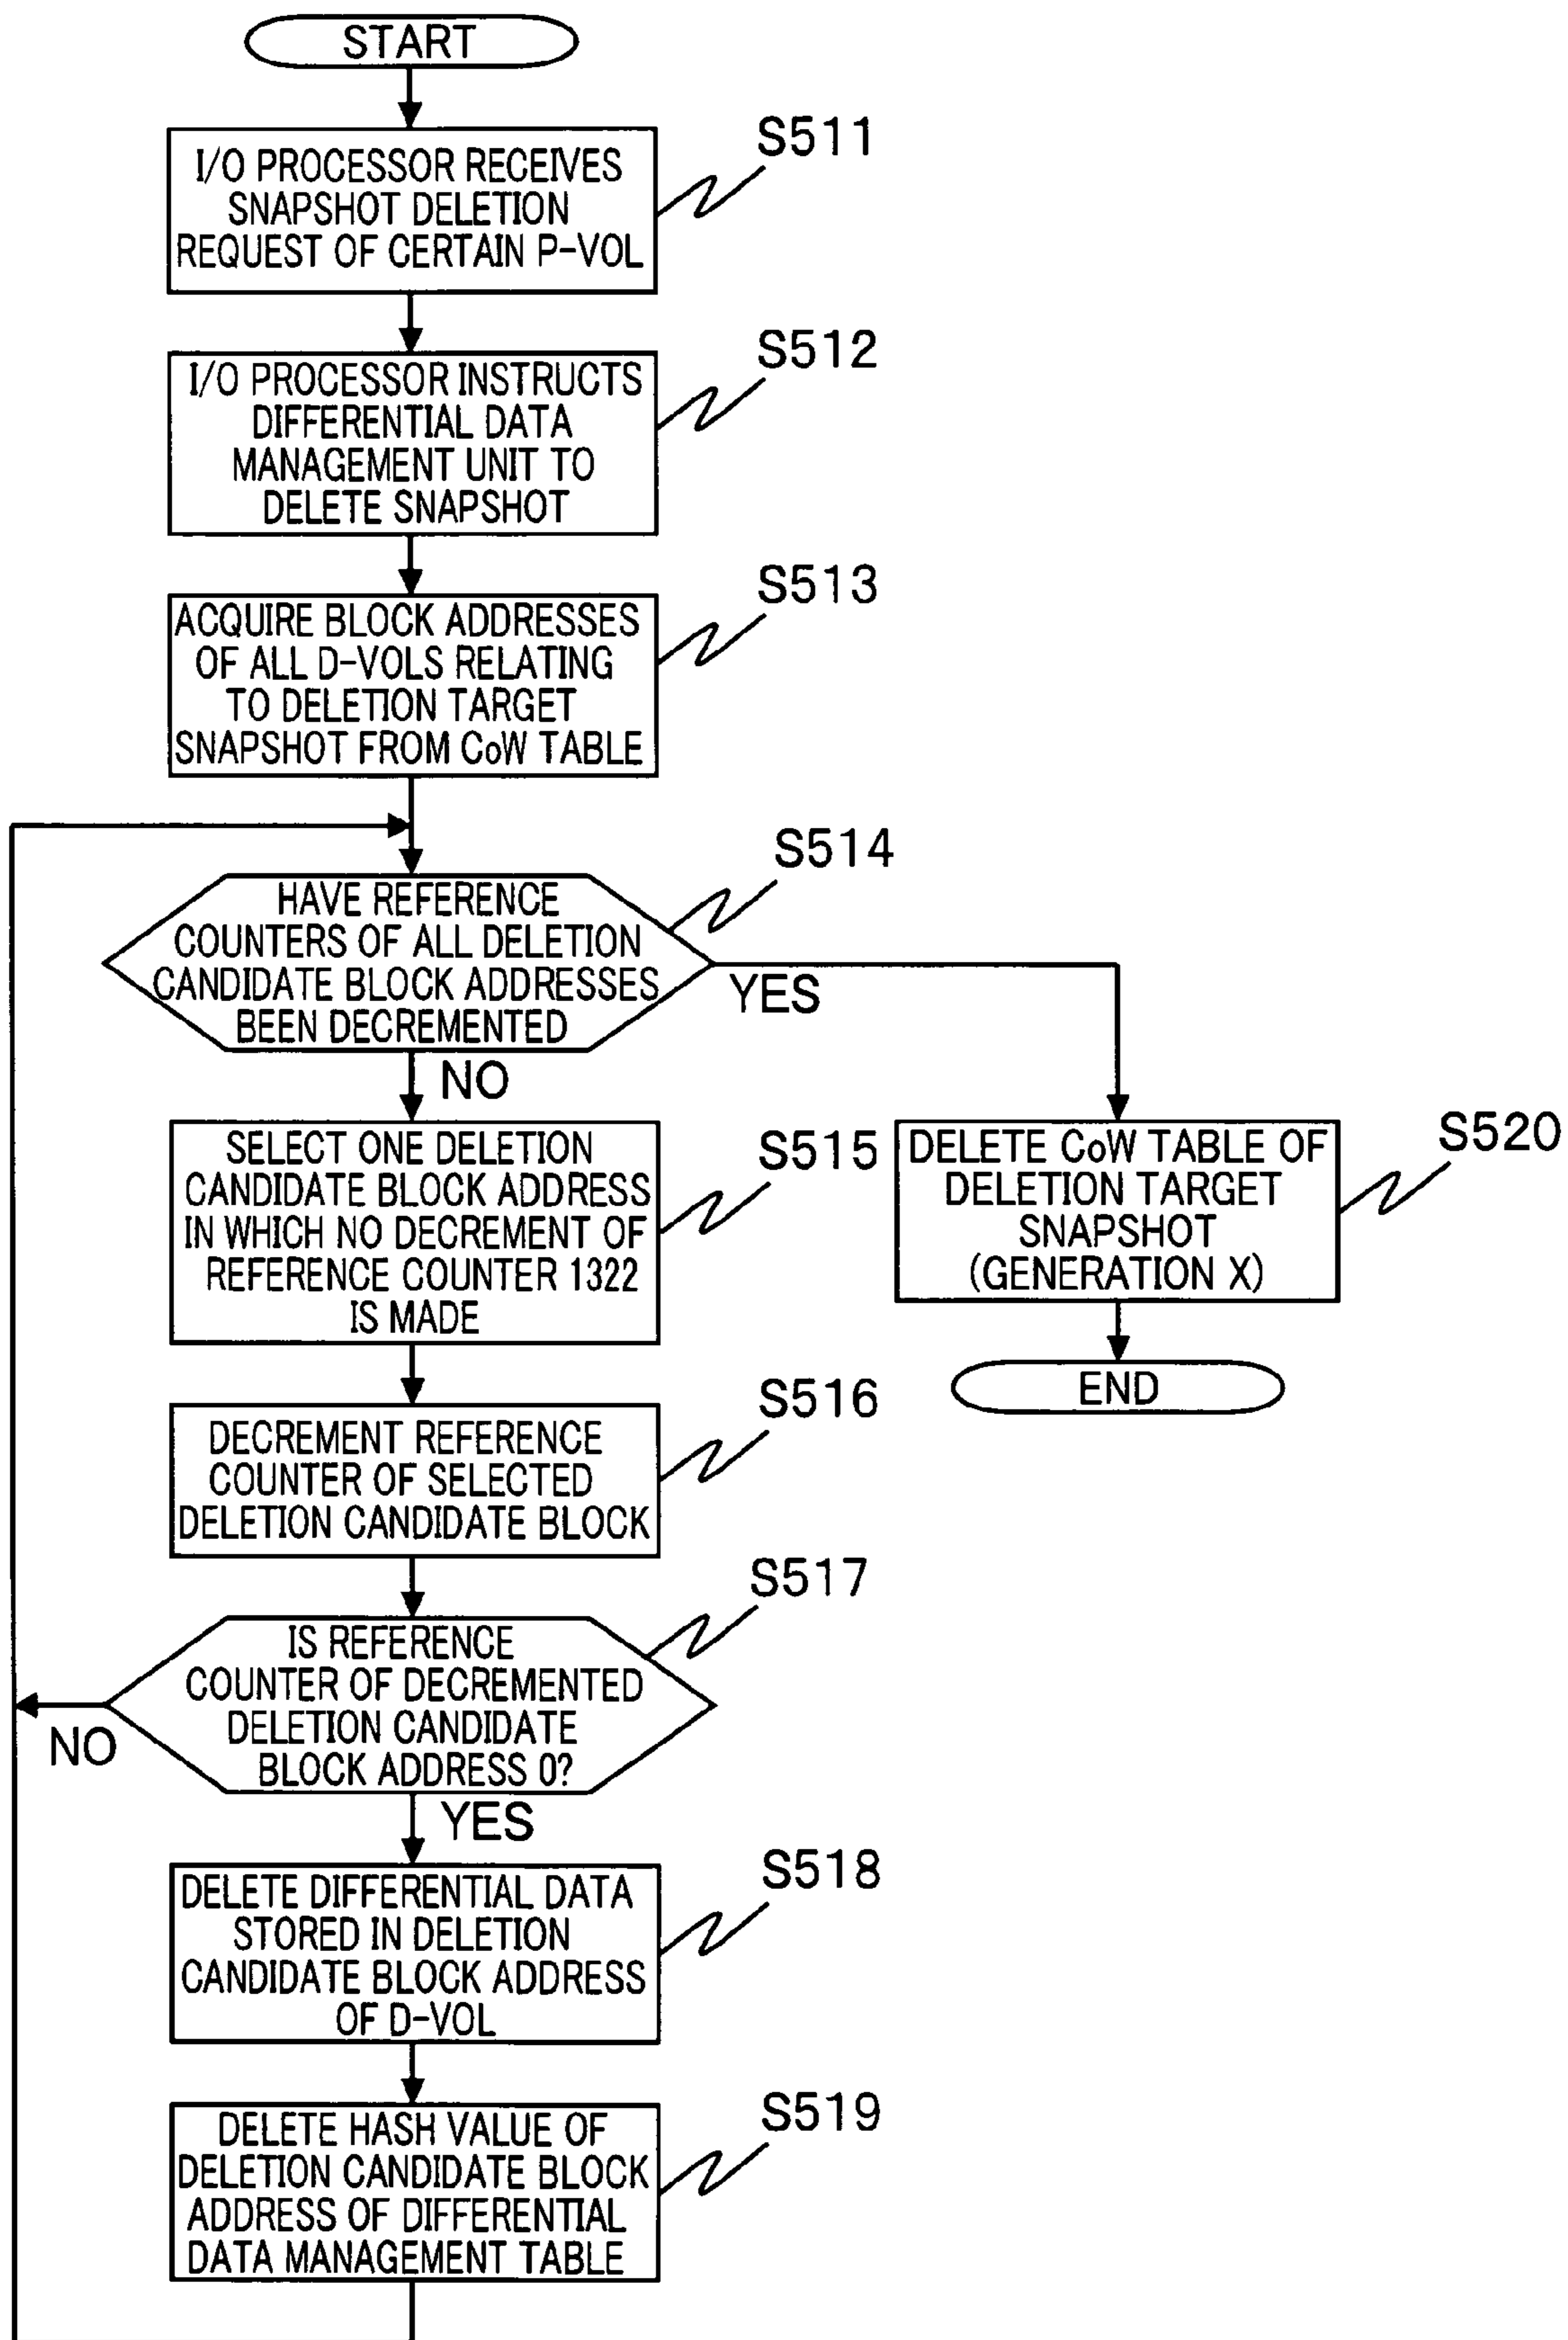 START
S511
I/O PROCESSOR RECEIVES
SNAPSHOT DELETION
REQUEST OF CERTAIN P-VOL
S512
I/O PROCESSOR INSTRUCTS
DIFFERENTIAL DATA
MANAGEMENT UNIT TO
DELETE SNAPSHOT
S513
ACQUIRE BLOCK ADDRESSES
OF ALL D-VOLS RELATING
TO DELETION TARGET
SNAPSHOT FROM CoW TABLE
S514
HAVE REFERENCE
COUNTERS OF ALL DELETION
CANDIDATE BLOCK ADDRESSES
BEEN DECREMENTED
YES
NO
S515
SELECT ONE DELETION
CANDIDATE BLOCK ADDRESS
IN WHICH NO DECREMENT OF
REFERENCE COUNTER 1322
IS MADE
S520
DELETE CoW TABLE OF
DELETION TARGET
SNAPSHOT
(GENERATION X)
END
S516
DECREMENT REFERENCE
COUNTER OF SELECTED
DELETION CANDIDATE BLOCK
S517
IS REFERENCE
COUNTER OF DECREMENTED
DELETION CANDIDATE
BLOCK ADDRESS 0?
NO
YES
S518
DELETE DIFFERENTIAL DATA
STORED IN DELETION
CANDIDATE BLOCK ADDRESS
OF D-VOL
S519
DELETE HASH VALUE OF
DELETION CANDIDATE BLOCK
ADDRESS OF DIFFERENTIAL
DATA MANAGEMENT TABLE